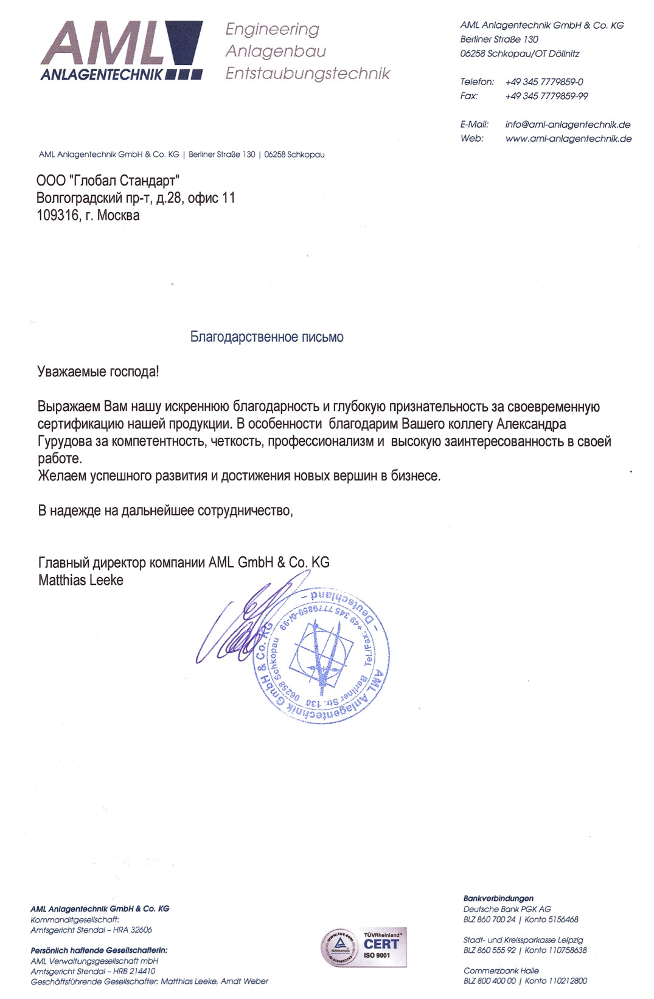 AML
ANLAGENTECHNIK
Engineering
Anlagenbau
Entstaubungstechnik
AML Anlagentechnik GmbH & Co. KG
Berliner Straße 130
06258 Schkopau/OT Döllnitz
Telefon: +49 345 7779859-0
Fax: +49 345 7779859-99
E-Mail: info@aml-anlagentechnik.de
Web: www.aml-anlagentechnik.de
AML Anlagentechnik GmbH & Co. KG | Berliner Straße 130 | 06258 Schkopau
ООО "Глобал Стандарт"
Волгоградский пр-т, д.28, офис 11
109316, г. Москва
Благодарственное письмо
Уважаемые господа!
Выражаем Вам нашу искреннюю благодарность и глубокую признательность за своевременную
сертификацию нашей продукции. В особенности благодарим Вашего коллегу Александра
Гурудова за компетентность, четкость, профессионализм и высокую заинтересованность в своей
работе.
Желаем успешного развития и достижения новых вершин в бизнесе.
В надежде на дальнейшее сотрудничество,
Главный директор компании AML GmbH & Co. KG
Matthias Leeke
AML Anlagentechnik GmbH & Co. KG
– Deutschland –
Berliner Str. 130 06258 Schkopau
Tel/Fax: +49 345 7779859-0/-99
AML Anlagentechnik GmbH & Co. KG
Kommanditgesellschaft:
Amtsgericht Stendal – HRA 32606
Persönlich haftende Gesellschafterin:
AML Verwaltungsgesellschaft mbH
Amtsgericht Stendal – HRB 214410
Geschäftsführende Gesellschafter: Matthias Leeke, Arndt Weber
www.tuv.com
TÜVRheinland
TÜVRheinland®
CERT
ISO 9001
Bankverbindungen
Deutsche Bank PGK AG
BLZ 860 700 24 | Konto 5156468
Stadt- und Kreissparkasse Leipzig
BLZ 860 555 92 | Konto 110758638
Commerzbank Halle
BLZ 800 400 00 | Konto 110212800